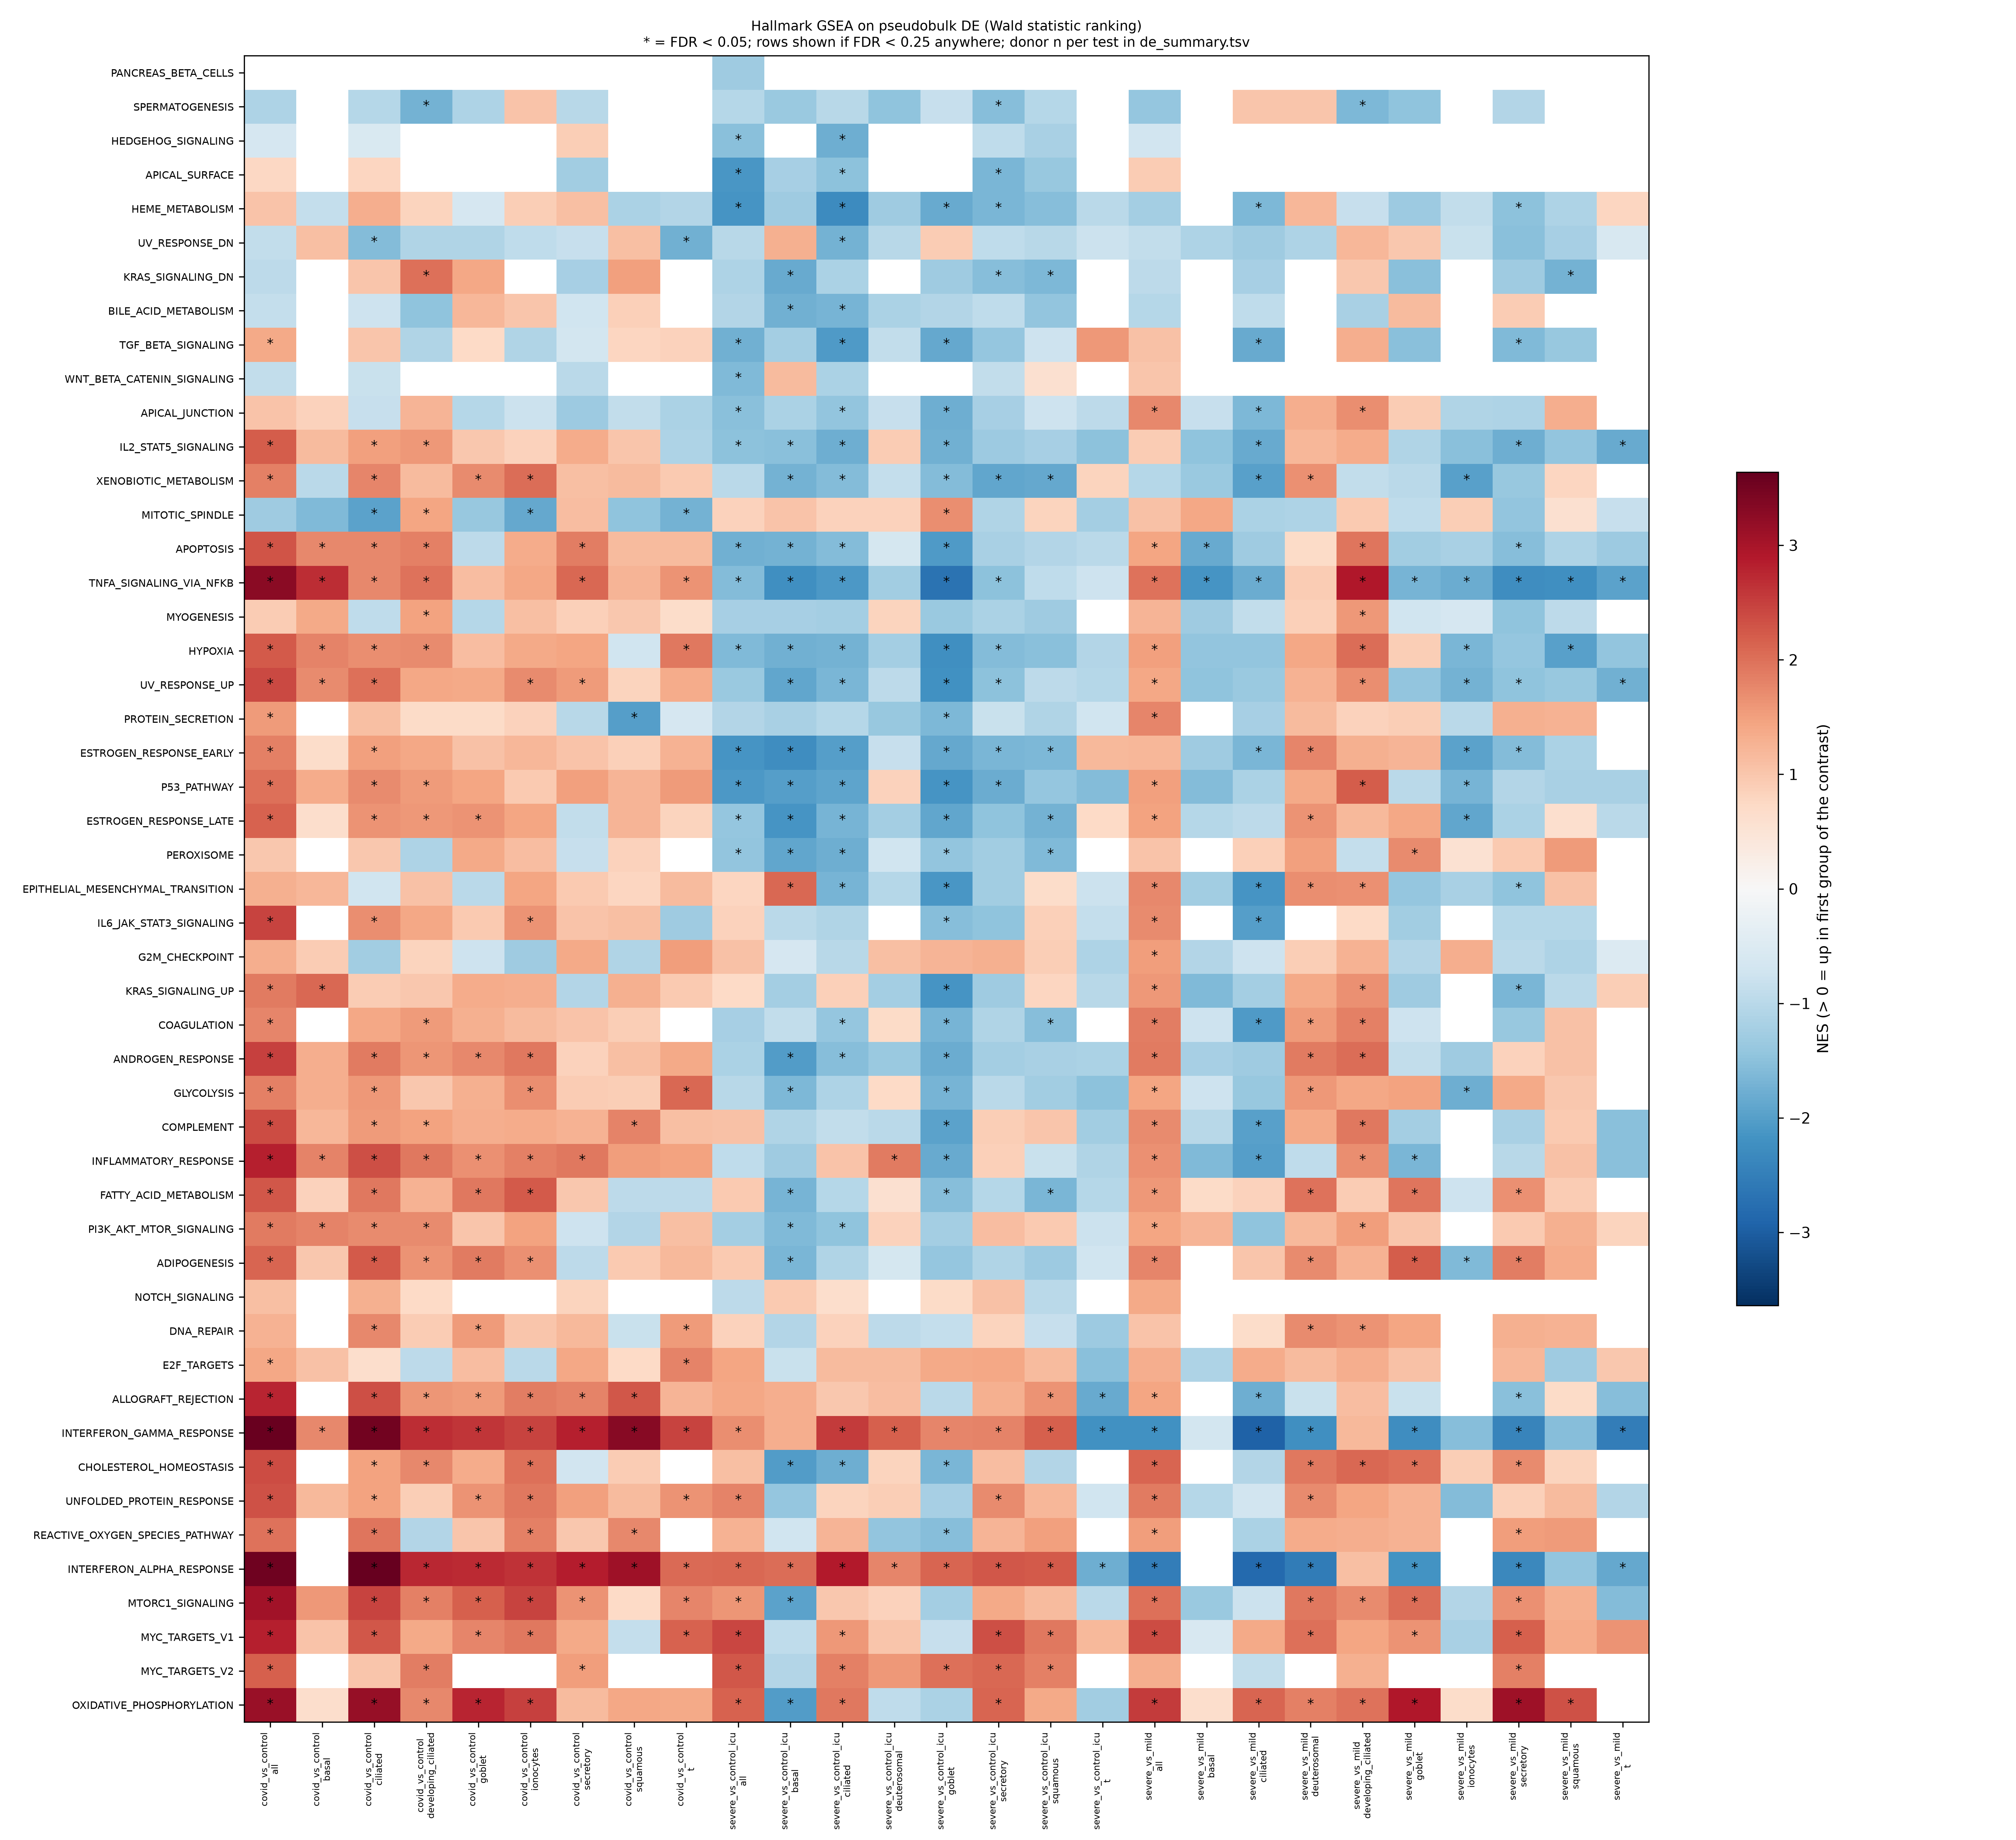 Hallmark GSEA on pseudobulk DE (Wald statistic ranking)
* = FDR < 0.05; rows shown if FDR < 0.25 anywhere; donor n per test in de_summary.tsv
PANCREAS_BETA_CELLS
SPERMATOGENESIS
HEDGEHOG_SIGNALING
APICAL_SURFACE
HEME_METABOLISM
UV_RESPONSE_DN
KRAS_SIGNALING_DN
BILE_ACID_METABOLISM
TGF_BETA_SIGNALING
WNT_BETA_CATENIN_SIGNALING
APICAL_JUNCTION
IL2_STAT5_SIGNALING
XENOBIOTIC_METABOLISM
MITOTIC_SPINDLE
APOPTOSIS
TNFA_SIGNALING_VIA_NFKB
MYOGENESIS
HYPOXIA
UV_RESPONSE_UP
PROTEIN_SECRETION
ESTROGEN_RESPONSE_EARLY
P53_PATHWAY
ESTROGEN_RESPONSE_LATE
PEROXISOME
EPITHELIAL_MESENCHYMAL_TRANSITION
IL6_JAK_STAT3_SIGNALING
G2M_CHECKPOINT
KRAS_SIGNALING_UP
COAGULATION
ANDROGEN_RESPONSE
GLYCOLYSIS
COMPLEMENT
INFLAMMATORY_RESPONSE
FATTY_ACID_METABOLISM
PI3K_AKT_MTOR_SIGNALING
ADIPOGENESIS
NOTCH_SIGNALING
DNA_REPAIR
E2F_TARGETS
ALLOGRAFT_REJECTION
INTERFERON_GAMMA_RESPONSE
CHOLESTEROL_HOMEOSTASIS
UNFOLDED_PROTEIN_RESPONSE
REACTIVE_OXYGEN_SPECIES_PATHWAY
INTERFERON_ALPHA_RESPONSE
MTORC1_SIGNALING
MYC_TARGETS_V1
MYC_TARGETS_V2
OXIDATIVE_PHOSPHORYLATION
covid_vs_control
all
covid_vs_control
basal
covid_vs_control
ciliated
covid_vs_control
developing_ciliated
covid_vs_control
goblet
covid_vs_control
ionocytes
covid_vs_control
secretory
covid_vs_control
squamous
covid_vs_control
t
severe_vs_control_icu
all
severe_vs_control_icu
basal
severe_vs_control_icu
ciliated
severe_vs_control_icu
deuterosomal
severe_vs_control_icu
goblet
severe_vs_control_icu
secretory
severe_vs_control_icu
squamous
severe_vs_control_icu
t
severe_vs_mild
all
severe_vs_mild
basal
severe_vs_mild
ciliated
severe_vs_mild
deuterosomal
severe_vs_mild
developing_ciliated
severe_vs_mild
goblet
severe_vs_mild
ionocytes
severe_vs_mild
secretory
severe_vs_mild
squamous
severe_vs_mild
t
3
2
1
0
−1
−2
−3
NES (> 0 = up in first group of the contrast)